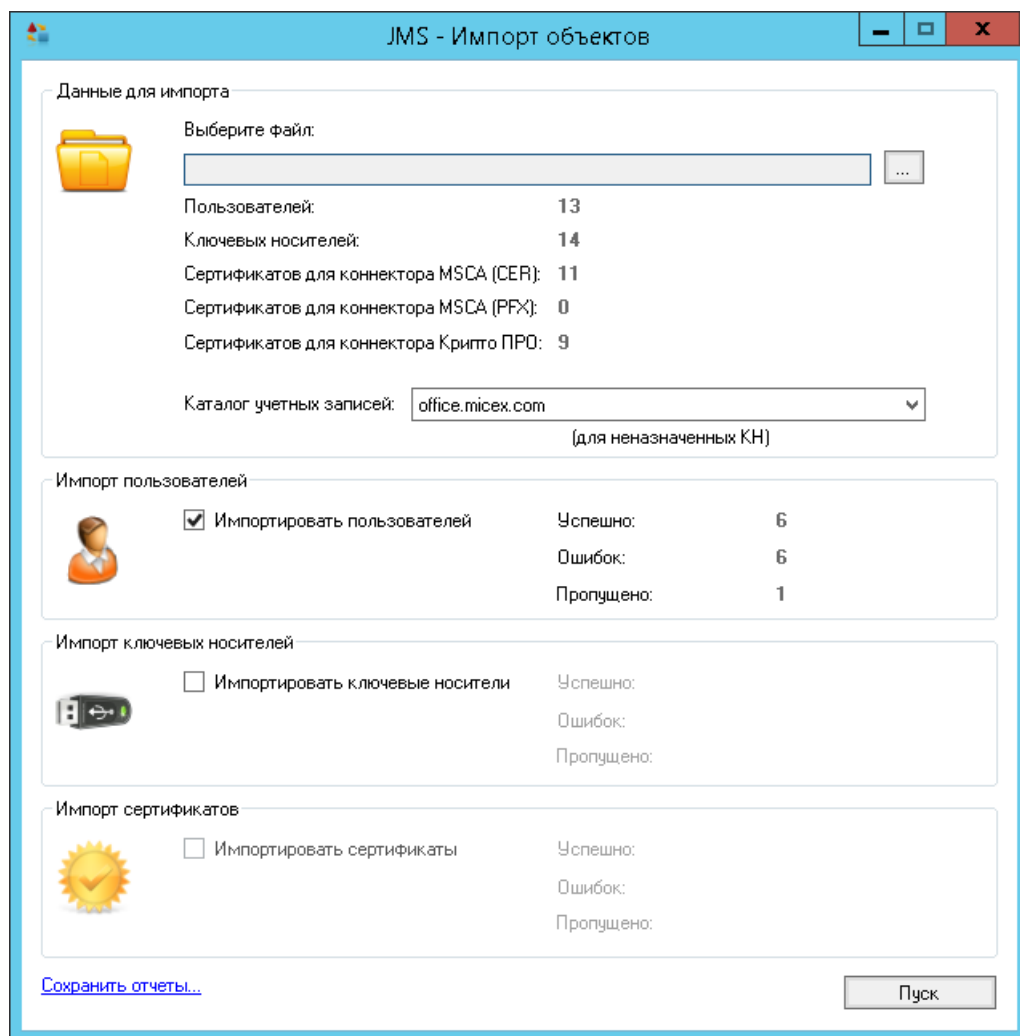 JMS - Импорт объектов
Данные для импорта
Выберите файл:
...
Пользователей: 13
Ключевых носителей: 14
Сертификатов для коннектора MSCA (CER): 11
Сертификатов для коннектора MSCA (PFX): 0
Сертификатов для коннектора Крипто ПРО: 9
Каталог учетных записей: office.micex.com
(для неназначенных КН)
Импорт пользователей
Импортировать пользователей Успешно: 6
Ошибок: 6
Пропущено: 1
Импорт ключевых носителей
Импортировать ключевые носители Успешно:
Ошибок:
Пропущено:
Импорт сертификатов
Импортировать сертификаты Успешно:
Ошибок:
Пропущено:
Сохранить отчеты...
Пуск